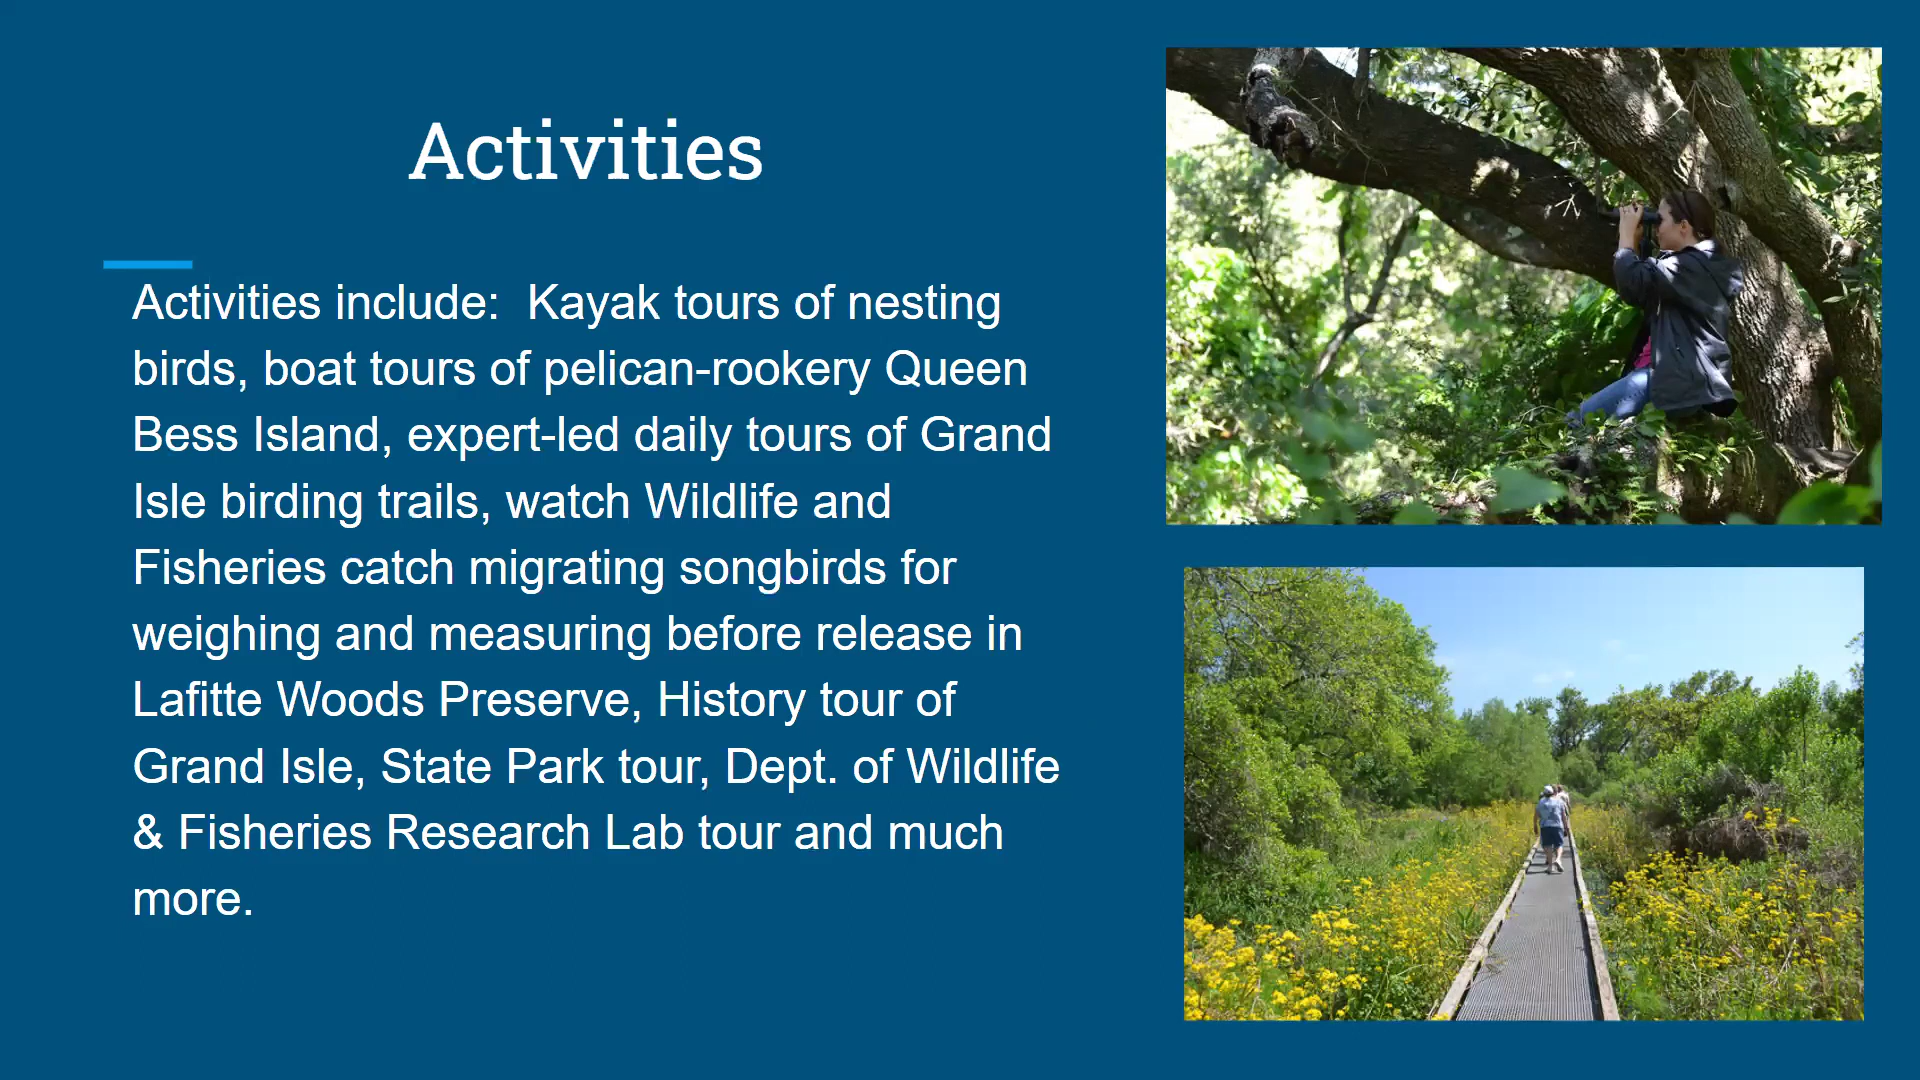 Activities
Activities include:  Kayak tours of nesting
birds, boat tours of pelican-rookery Queen
Bess Island, expert-led daily tours of Grand
Isle birding trails, watch Wildlife and
Fisheries catch migrating songbirds for
weighing and measuring before release in
Lafitte Woods Preserve, History tour of
Grand Isle, State Park tour, Dept. of Wildlife
& Fisheries Research Lab tour and much
more.